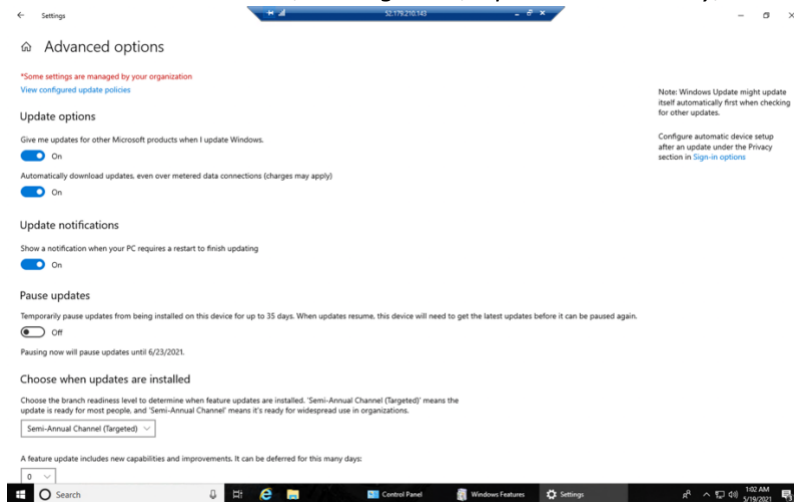 Settings
52.179.210.143
Advanced options
*Some settings are managed by your organization
View configured update policies
Update options
Give me updates for other Microsoft products when I update Windows.
On
Automatically download updates, even over metered data connections (charges may apply)
On
Update notifications
Show a notification when your PC requires a restart to finish updating
On
Pause updates
Temporarily pause updates from being installed on this device for up to 35 days. When updates resume, this device will need to get the latest updates before it can be paused again.
Off
Pausing now will pause updates until 6/23/2021.
Choose when updates are installed
Choose the branch readiness level to determine when feature updates are installed. 'Semi-Annual Channel (Targeted)' means the
update is ready for most people, and 'Semi-Annual Channel' means it's ready for widespread use in organizations.
Semi-Annual Channel (Targeted)
A feature update includes new capabilities and improvements. It can be deferred for this many days:
0
Note: Windows Update might update
itself automatically first when checking
for other updates.
Configure automatic device setup
after an update under the Privacy
section in Sign-in options
Search
Control Panel
Windows Features
Settings
1:02 AM
5/19/2021